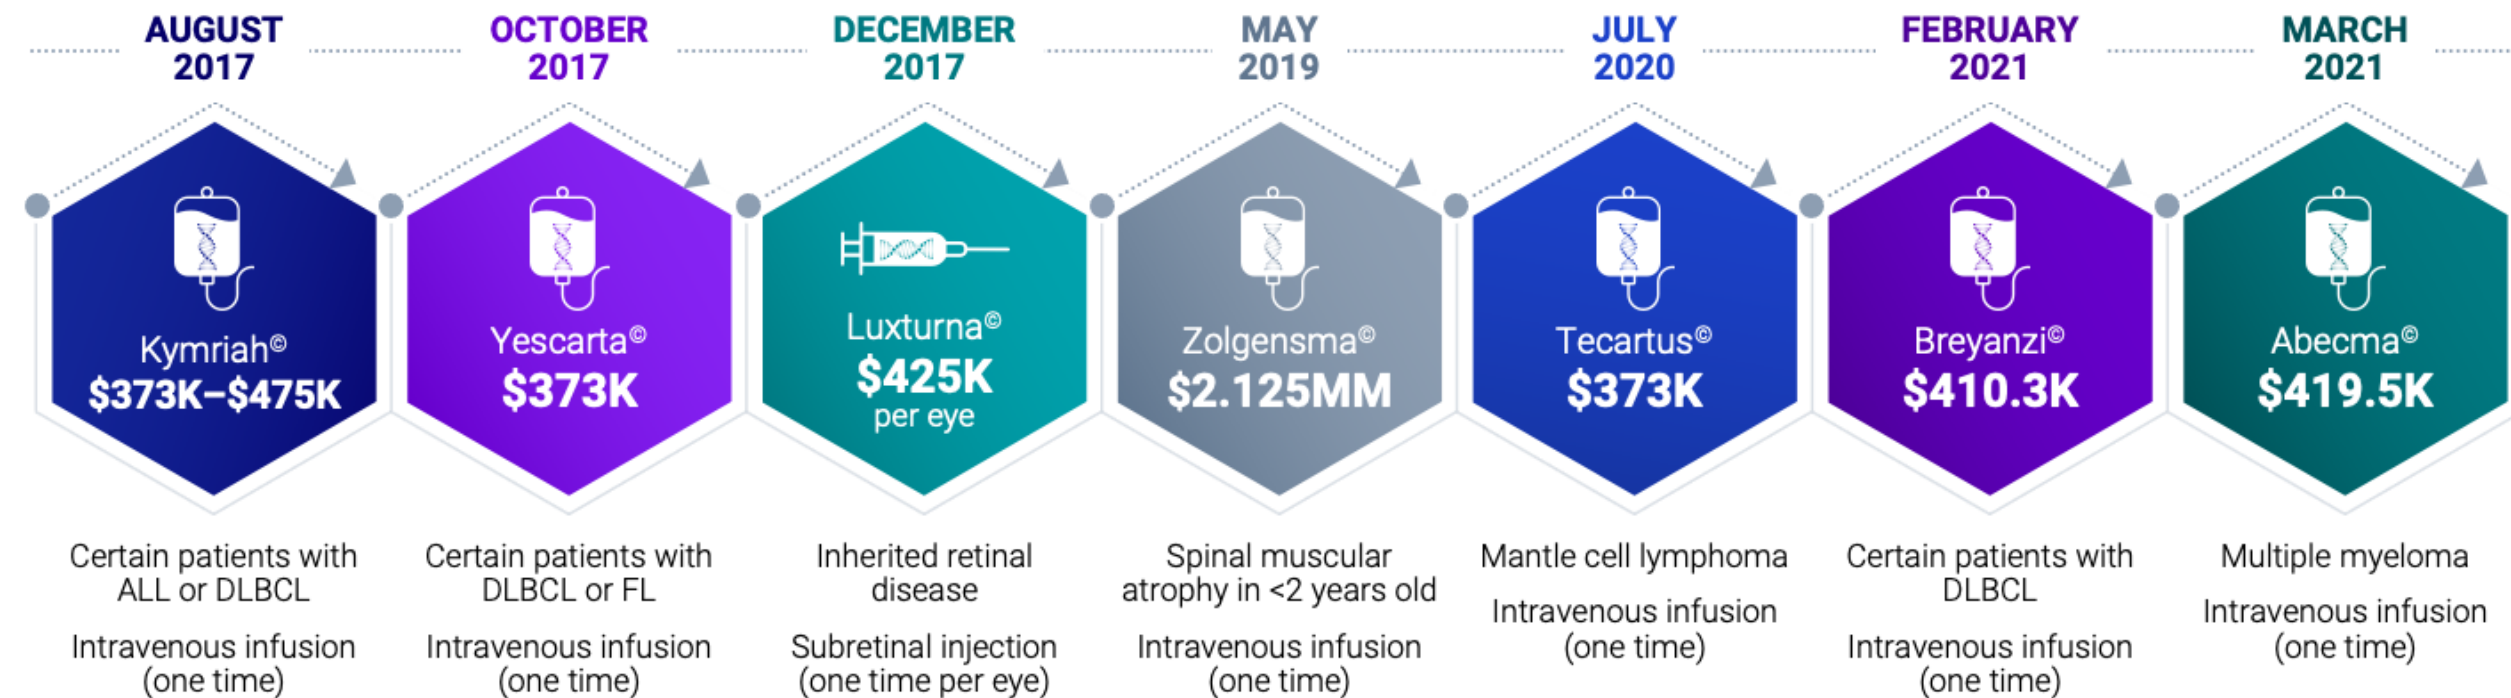 AUGUST
2017
Kymriah©
$373K–$475K
Certain patients with
ALL or DLBCL
Intravenous infusion
(one time)
OCTOBER
2017
Yescarta©
$373K
Certain patients with
DLBCL or FL
Intravenous infusion
(one time)
DECEMBER
2017
Luxturna©
$425K
per eye
Inherited retinal
disease
Subretinal injection
(one time per eye)
MAY
2019
Zolgensma©
$2.125MM
Spinal muscular
atrophy in <2 years old
Intravenous infusion
(one time)
JULY
2020
Tecartus©
$373K
Mantle cell lymphoma
Intravenous infusion
(one time)
FEBRUARY
2021
Breyanzi©
$410.3K
Certain patients with
DLBCL
Intravenous infusion
(one time)
MARCH
2021
Abecma©
$419.5K
Multiple myeloma
Intravenous infusion
(one time)